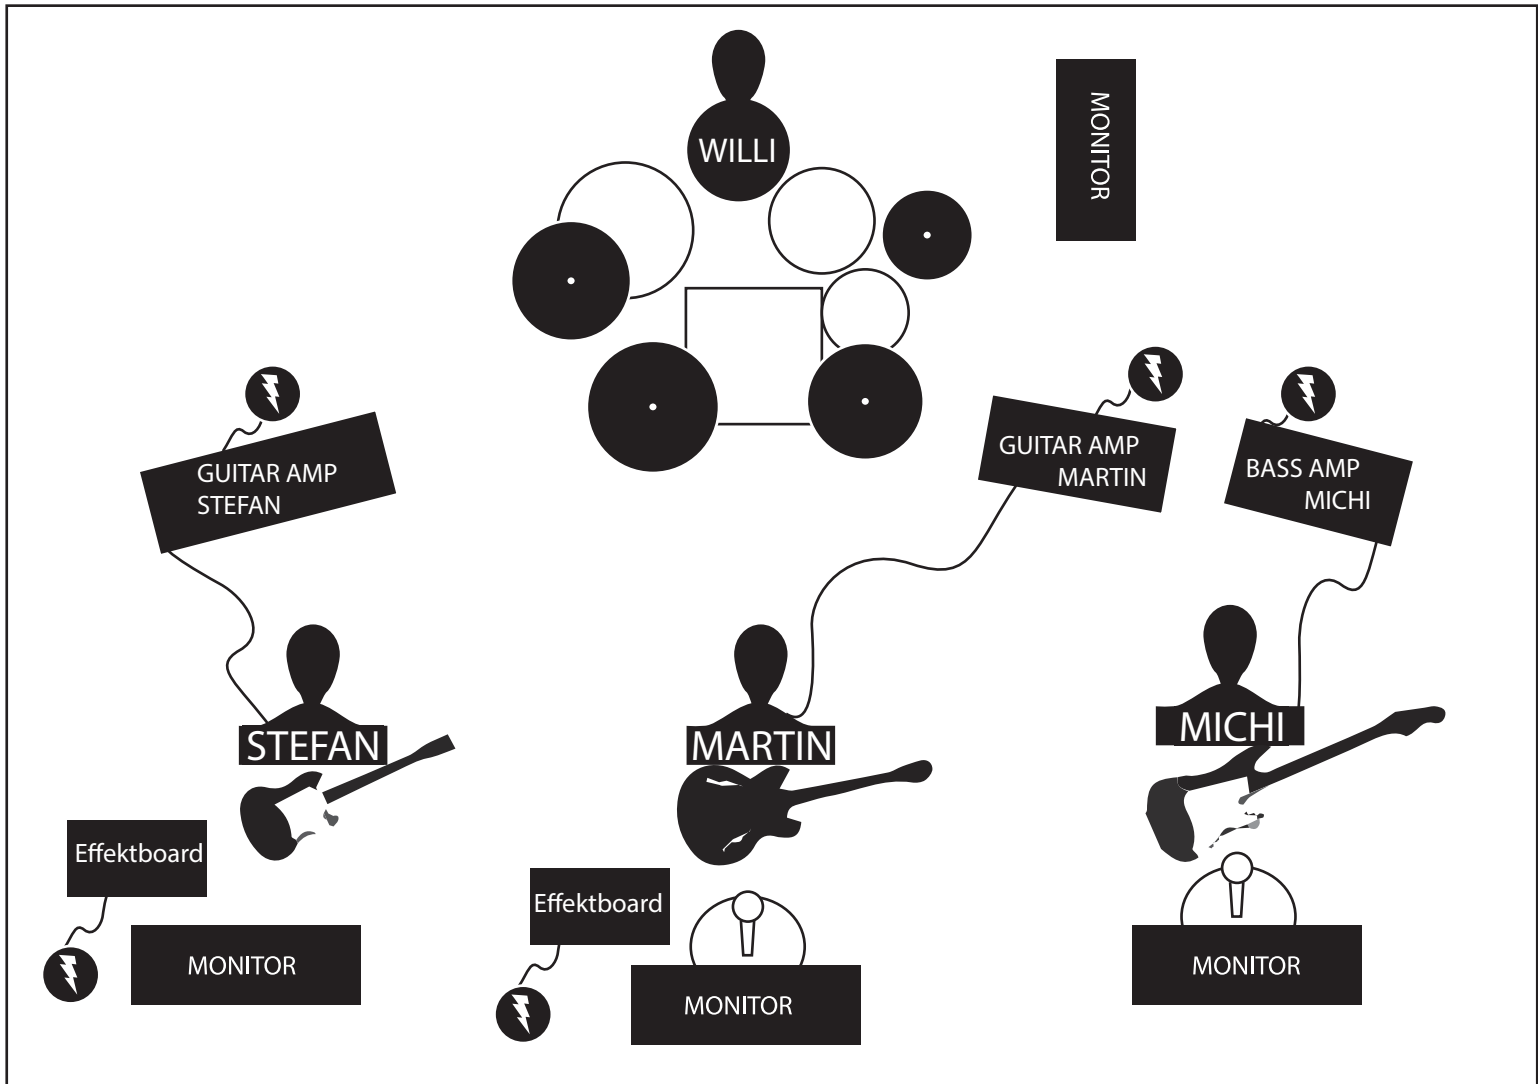 WILLI
MONITOR
GUITAR AMP
STEFAN
GUITAR AMP
MARTIN
BASS AMP
MICHI
STEFAN
MARTIN
MICHI
Effektboard
Effektboard
MONITOR
MONITOR
MONITOR